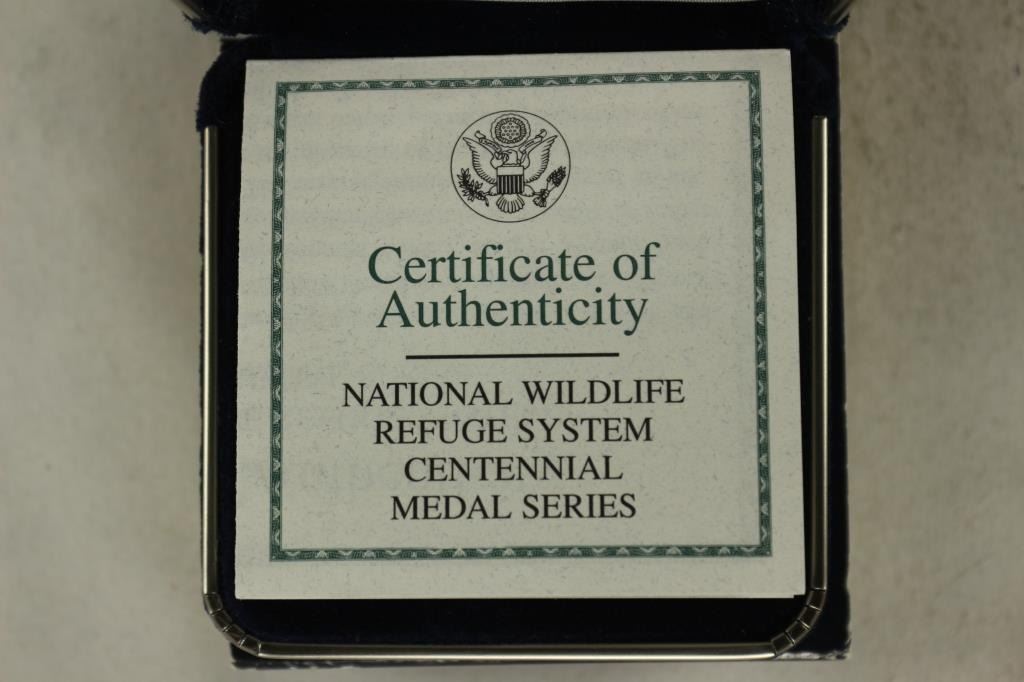 Certificate of
Authenticity
NATIONAL WILDLIFE
REFUGE SYSTEM
CENTENNIAL
MEDAL SERIES